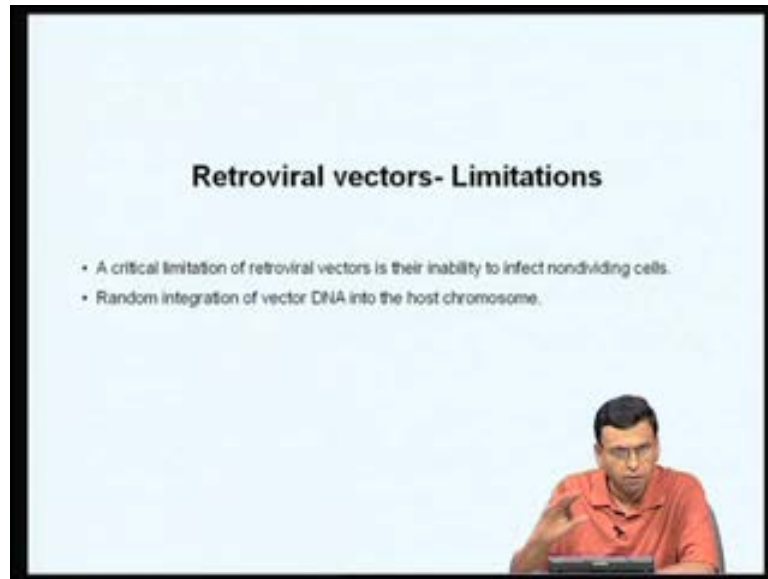 Retroviral vectors- Limitations
• A critical limitation of retroviral vectors is their inability to infect nondividing cells.
• Random integration of vector DNA into the host chromosome.